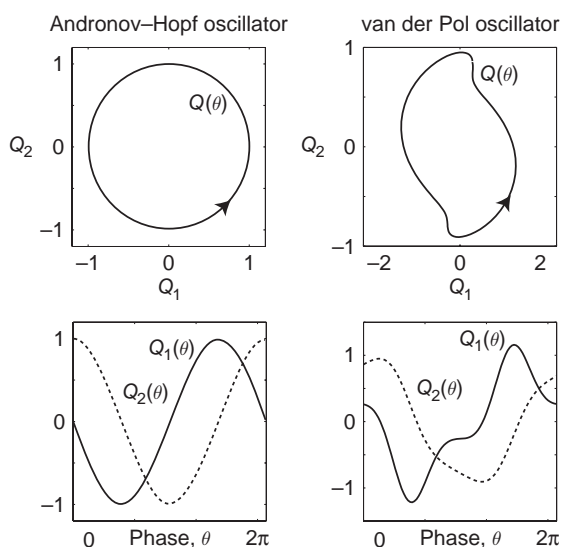 Andronov–Hopf oscillator
van der Pol oscillator
1
Q(θ)
Q2
0
–1
–1
0
1
Q1
1
Q(θ)
Q2
0
–1
–2
0
2
Q1
1
Q1(θ)
Q2(θ)
0
–1
0
Phase, θ
2π
1
Q1(θ)
Q2(θ)
0
–1
0
Phase, θ
2π